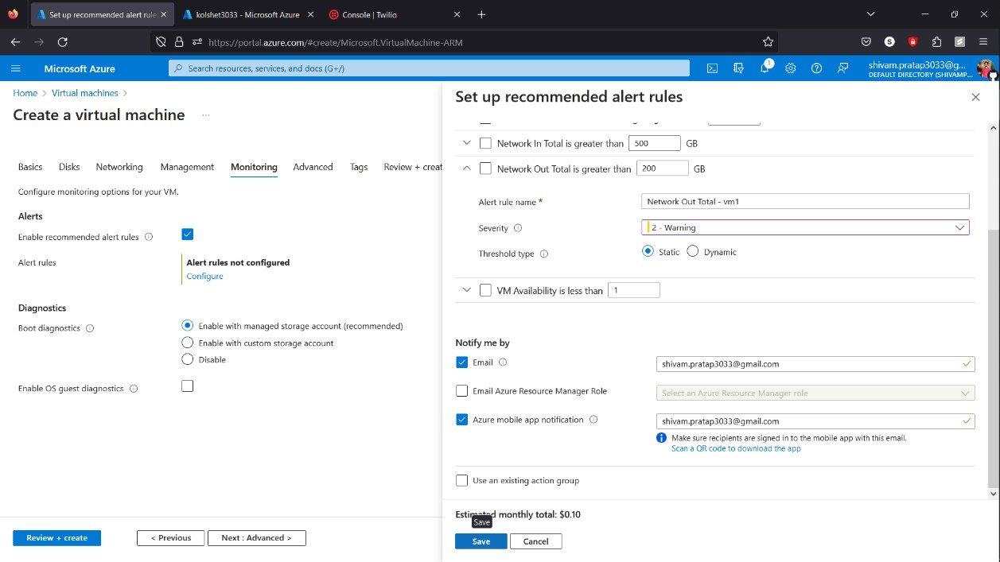 Set up recommended alert rule
kolshet3033 - Microsoft Azure
Console | Twilio
https://portal.azure.com/#create/Microsoft.VirtualMachine-ARM
Microsoft Azure
Search resources, services, and docs (G+/)
1
shivam.pratap3033@g...
DEFAULT DIRECTORY (SHIVAMP...
Home > Virtual machines >
Create a virtual machine ...
Basics Disks Networking Management Monitoring Advanced Tags Review + creat
Configure monitoring options for your VM.
Alerts
Enable recommended alert rules
Alert rules
Alert rules not configured
Configure
Diagnostics
Boot diagnostics
Enable with managed storage account (recommended)
Enable with custom storage account
Disable
Enable OS guest diagnostics
Review + create
< Previous
Next : Advanced >
Set up recommended alert rules
Network In Total is greater than 500 GB
Network Out Total is greater than 200 GB
Alert rule name * Network Out Total - vm1
Severity 2 - Warning
Threshold type Static Dynamic
VM Availability is less than 1
Notify me by
Email shivam.pratap3033@gmail.com
Email Azure Resource Manager Role Select an Azure Resource Manager role
Azure mobile app notification shivam.pratap3033@gmail.com
Make sure recipients are signed in to the mobile app with this email.
Scan a QR code to download the app
Use an existing action group
Estimated monthly total: $0.10
Save
Save Cancel